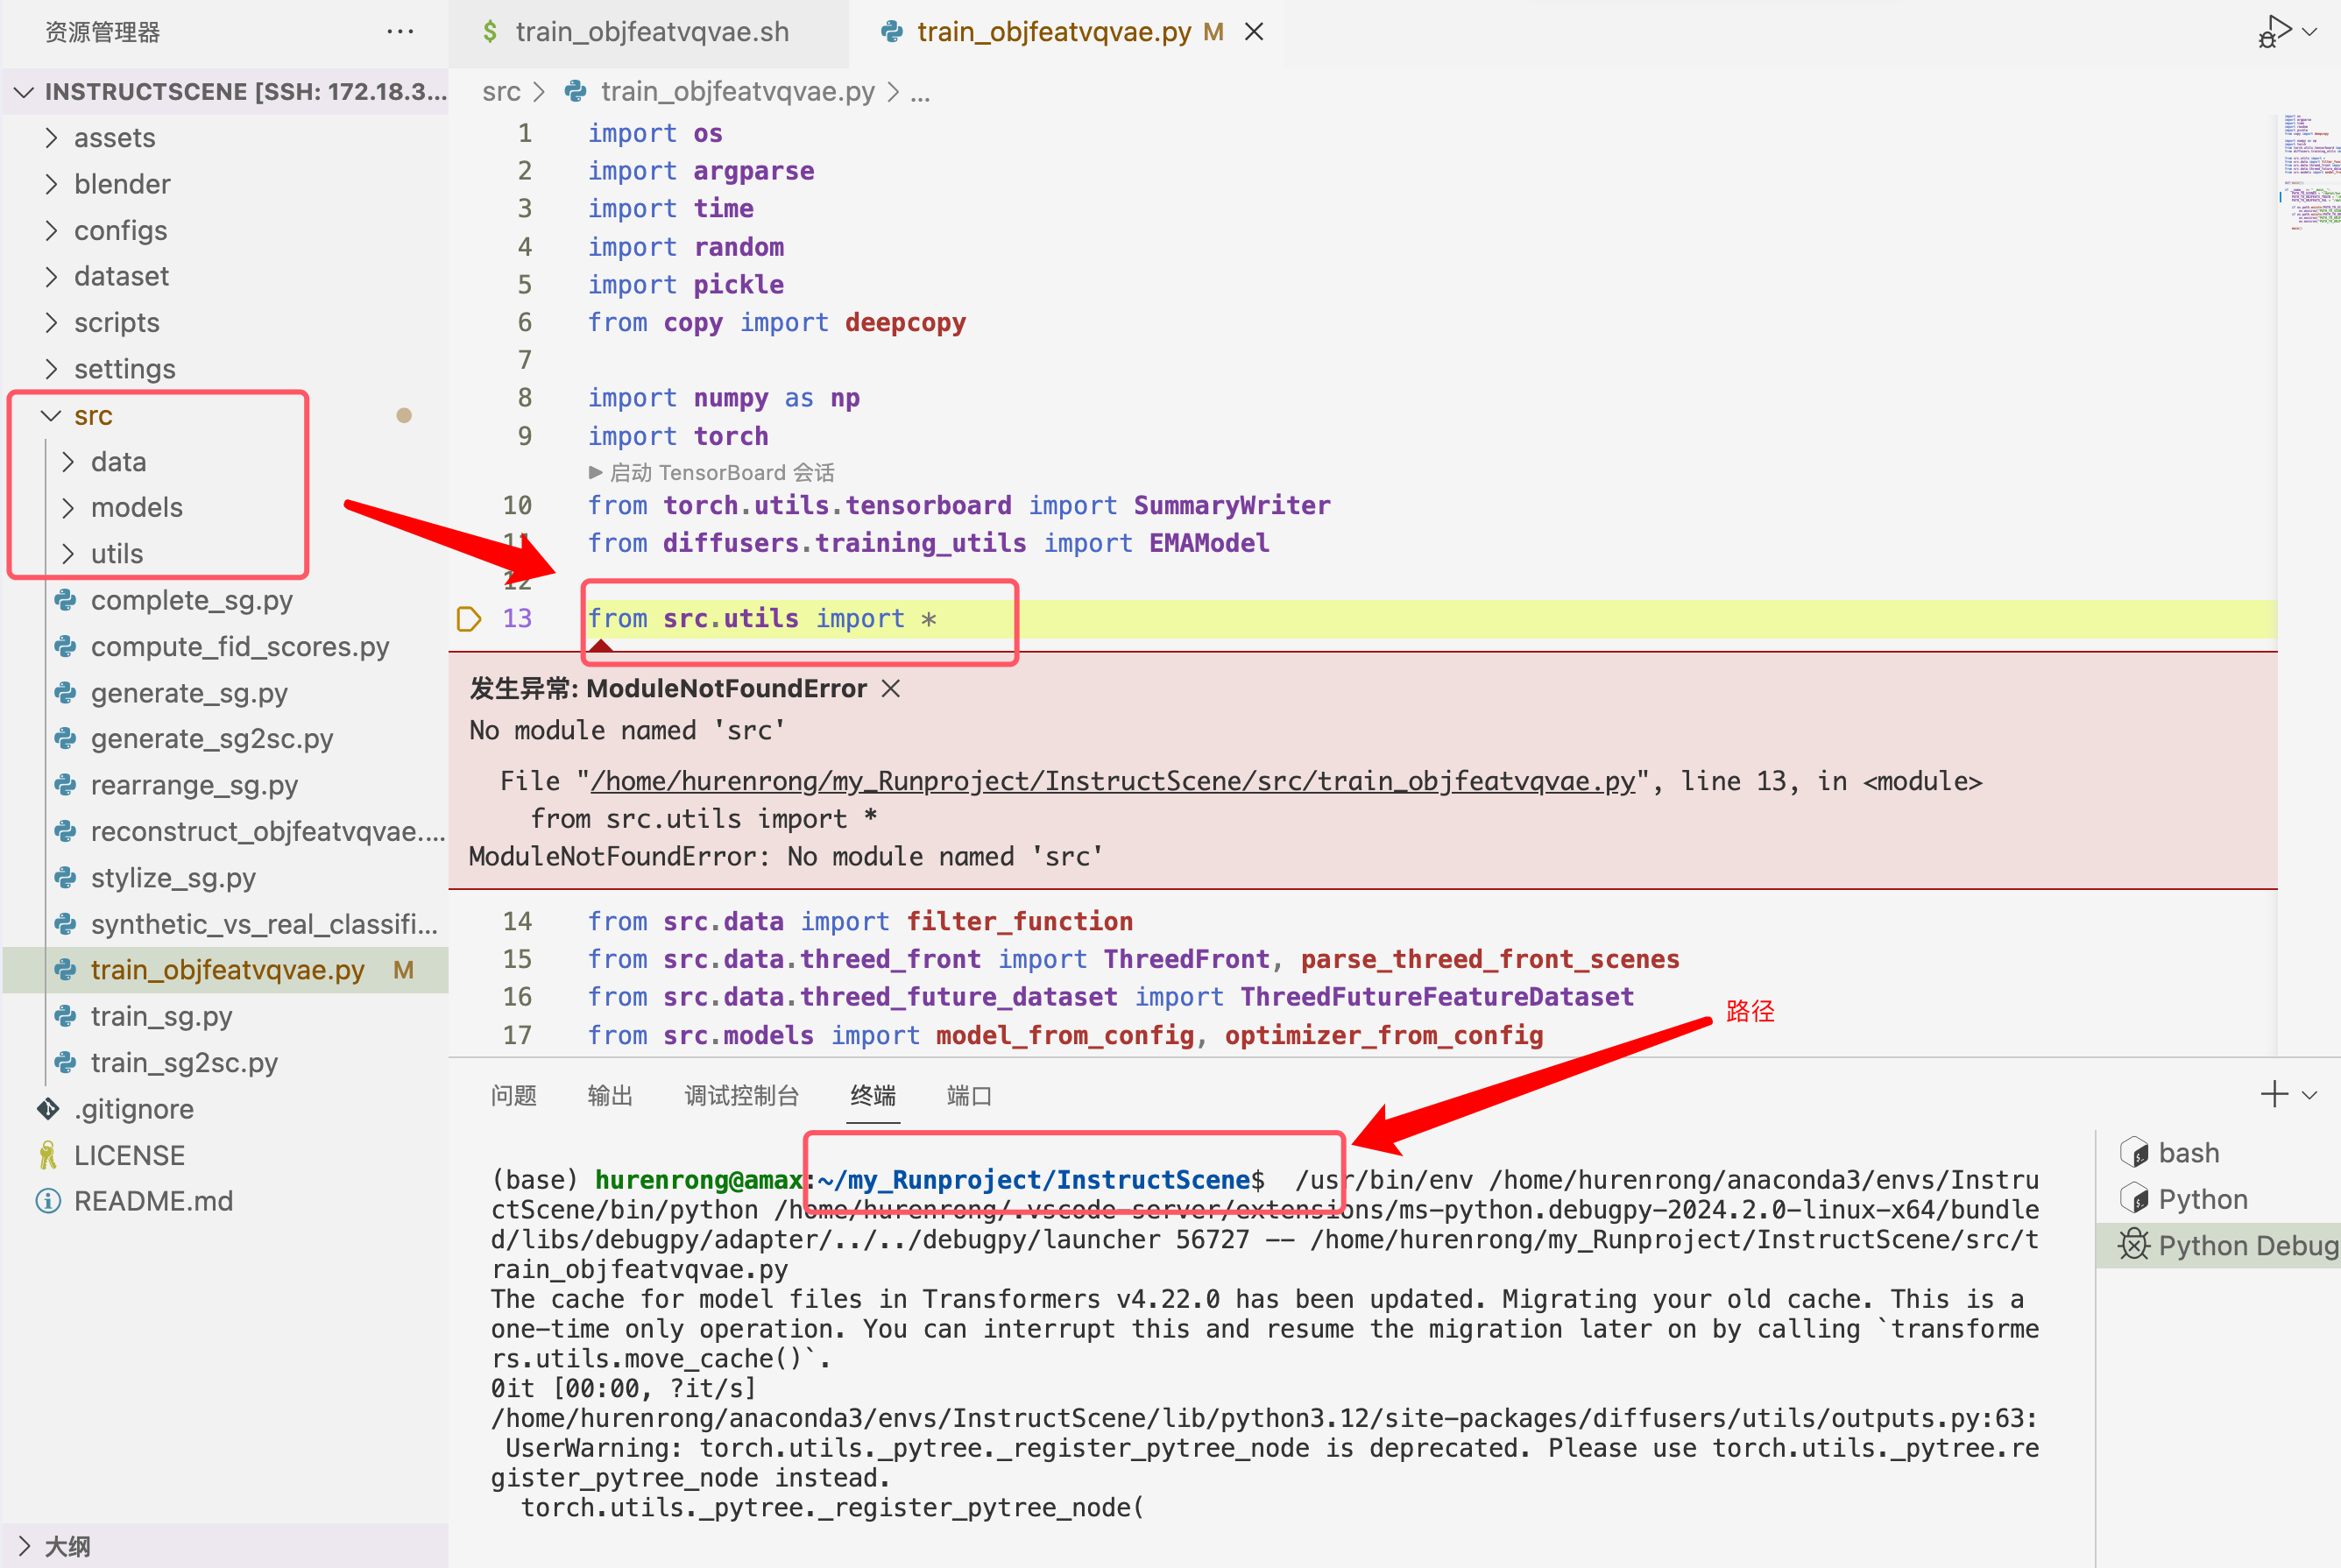 资源管理器
INSTRUCTSCENE [SSH: 172.18.3...
assets
blender
configs
dataset
scripts
settings
src
data
models
utils
complete_sg.py
compute_fid_scores.py
generate_sg.py
generate_sg2sc.py
rearrange_sg.py
reconstruct_objfeatvqvae....
stylize_sg.py
synthetic_vs_real_classifi...
train_objfeatvqvae.py M
train_sg.py
train_sg2sc.py
.gitignore
LICENSE
README.md
大纲
train_objfeatvqvae.sh
train_objfeatvqvae.py M
src > train_objfeatvqvae.py > ...
1 import os
2 import argparse
3 import time
4 import random
5 import pickle
6 from copy import deepcopy
7
8 import numpy as np
9 import torch
启动 TensorBoard 会话
10 from torch.utils.tensorboard import SummaryWriter
11 from diffusers.training_utils import EMAModel
12
13 from src.utils import *
发生异常: ModuleNotFoundError
No module named 'src'
File "/home/hurenrong/my_Runproject/InstructScene/src/train_objfeatvqvae.py", line 13, in <module>
from src.utils import *
ModuleNotFoundError: No module named 'src'
14 from src.data import filter_function
15 from src.data.threed_front import ThreedFront, parse_threed_front_scenes
16 from src.data.threed_future_dataset import ThreedFutureFeatureDataset
17 from src.models import model_from_config, optimizer_from_config
路径
问题 输出 调试控制台 终端 端口
(base) hurenrong@amax:~/my_Runproject/InstructScene$  /usr/bin/env /home/hurenrong/anaconda3/envs/Instru
ctScene/bin/python /home/hurenrong/.vscode-server/extensions/ms-python.debugpy-2024.2.0-linux-x64/bundle
d/libs/debugpy/adapter/../../debugpy/launcher 56727 -- /home/hurenrong/my_Runproject/InstructScene/src/t
rain_objfeatvqvae.py
The cache for model files in Transformers v4.22.0 has been updated. Migrating your old cache. This is a
one-time only operation. You can interrupt this and resume the migration later on by calling `transforme
rs.utils.move_cache()`.
0it [00:00, ?it/s]
/home/hurenrong/anaconda3/envs/InstructScene/lib/python3.12/site-packages/diffusers/utils/outputs.py:63:
UserWarning: torch.utils._pytree._register_pytree_node is deprecated. Please use torch.utils._pytree.re
gister_pytree_node instead.
torch.utils._pytree._register_pytree_node(
bash
Python
Python Debug